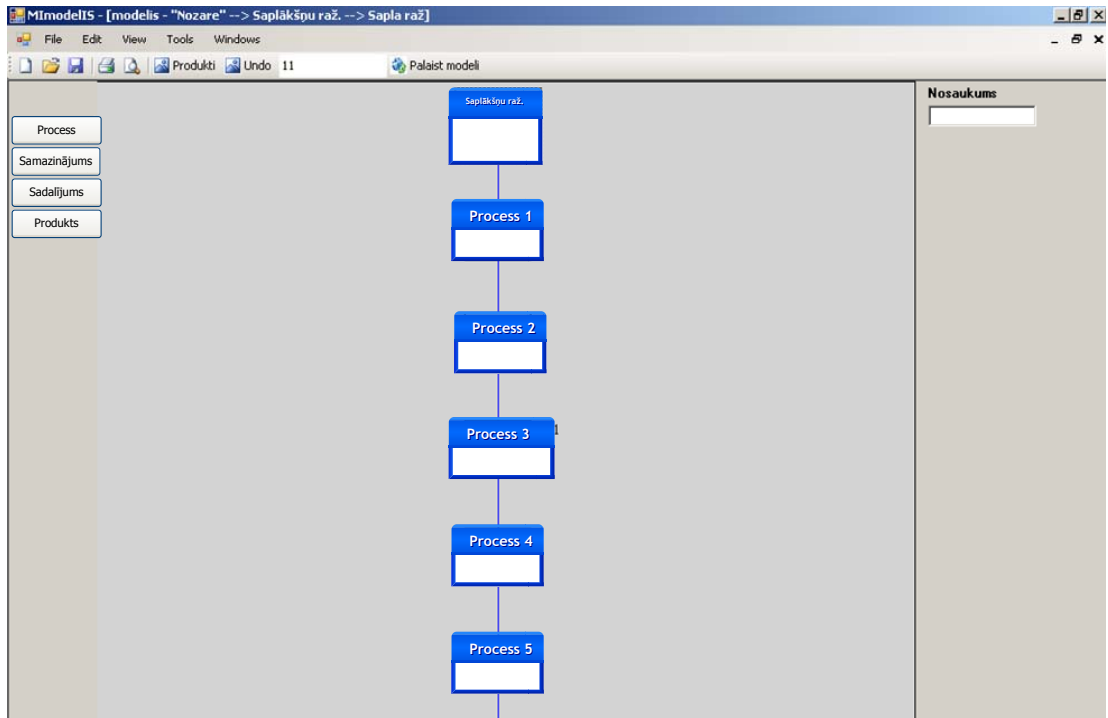 MImodelIS - [modelis - "Nozare" --> Saplākšņu raž. --> Sapla raž]
File Edit View Tools Windows
Produkti Undo 11 Palaist modeli
Process
Samazinājums
Sadalījums
Produkts
Saplākšņu raž.
Process 1
Process 2
Process 3
1
Process 4
Process 5
Nosaukums